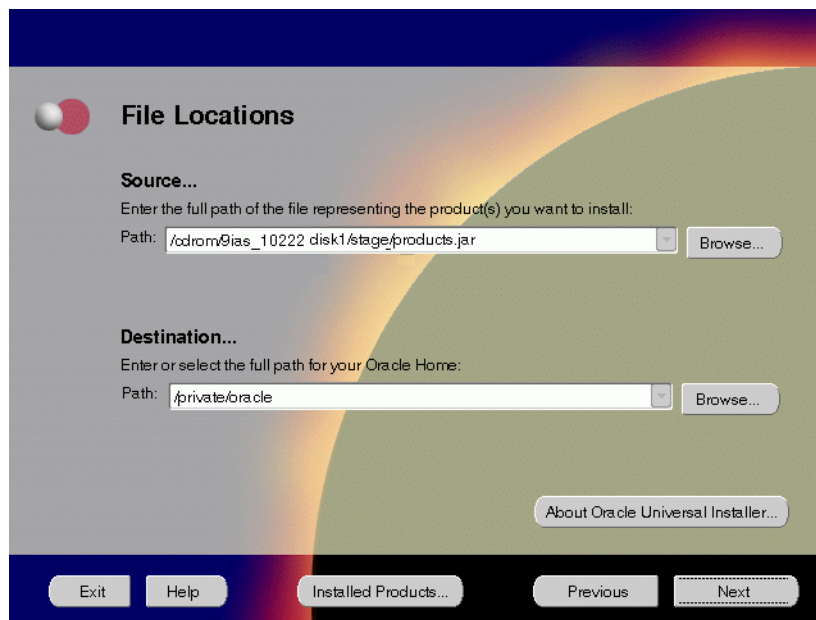 File Locations
Source...
Enter the full path of the file representing the product(s) you want to install:
Path: /cdrom/9ias_10222 disk1/stage/products.jar Browse...
Destination...
Enter or select the full path for your Oracle Home:
Path: /private/oracle Browse...
About Oracle Universal Installer...
Exit Help Installed Products... Previous Next